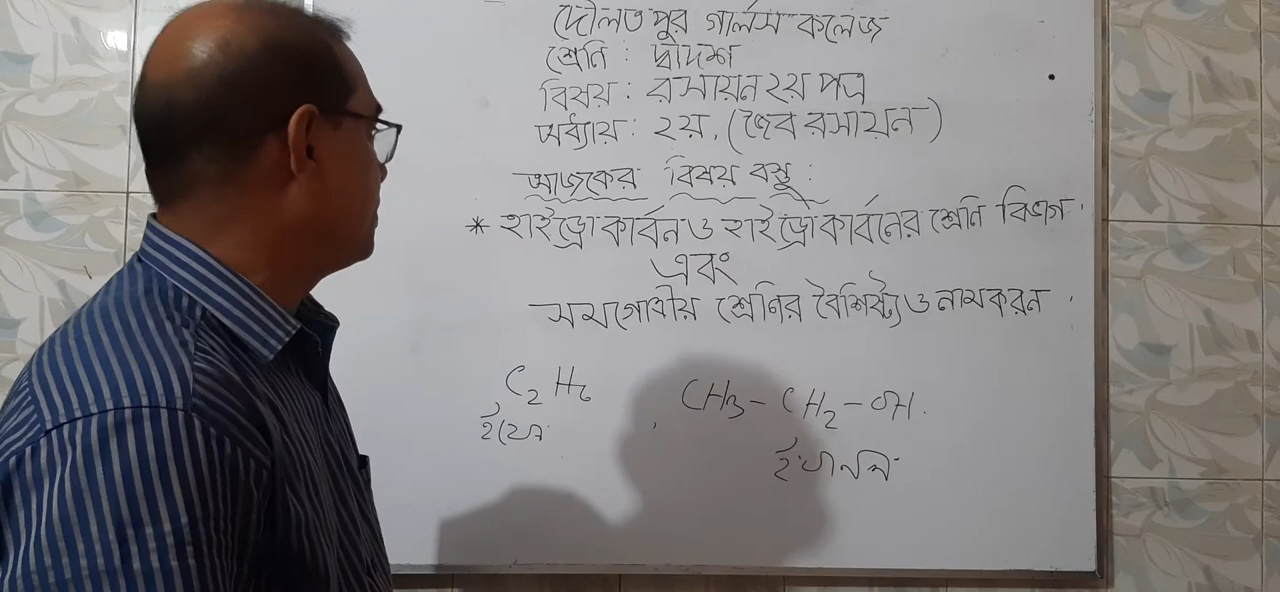 দৌলতপুর গার্লস কলেজ
শ্রেনি : দ্বাদশ
বিষয় : রসায়ন ২য় পত্র
অধ্যায় : ২য়, (জৈব রসায়ন)
আজকের বিষয় বস্তু :
* হাইড্রোকার্বন ও হাইড্রোকার্বনের শ্রেনি বিভাগ
এবং
সমগোত্রীয় শ্রেনির বৈশিষ্ট্য ও নামকরন
C₂H₆ , CH₃ – CH₂ – OH.
ইথেন ইথানল